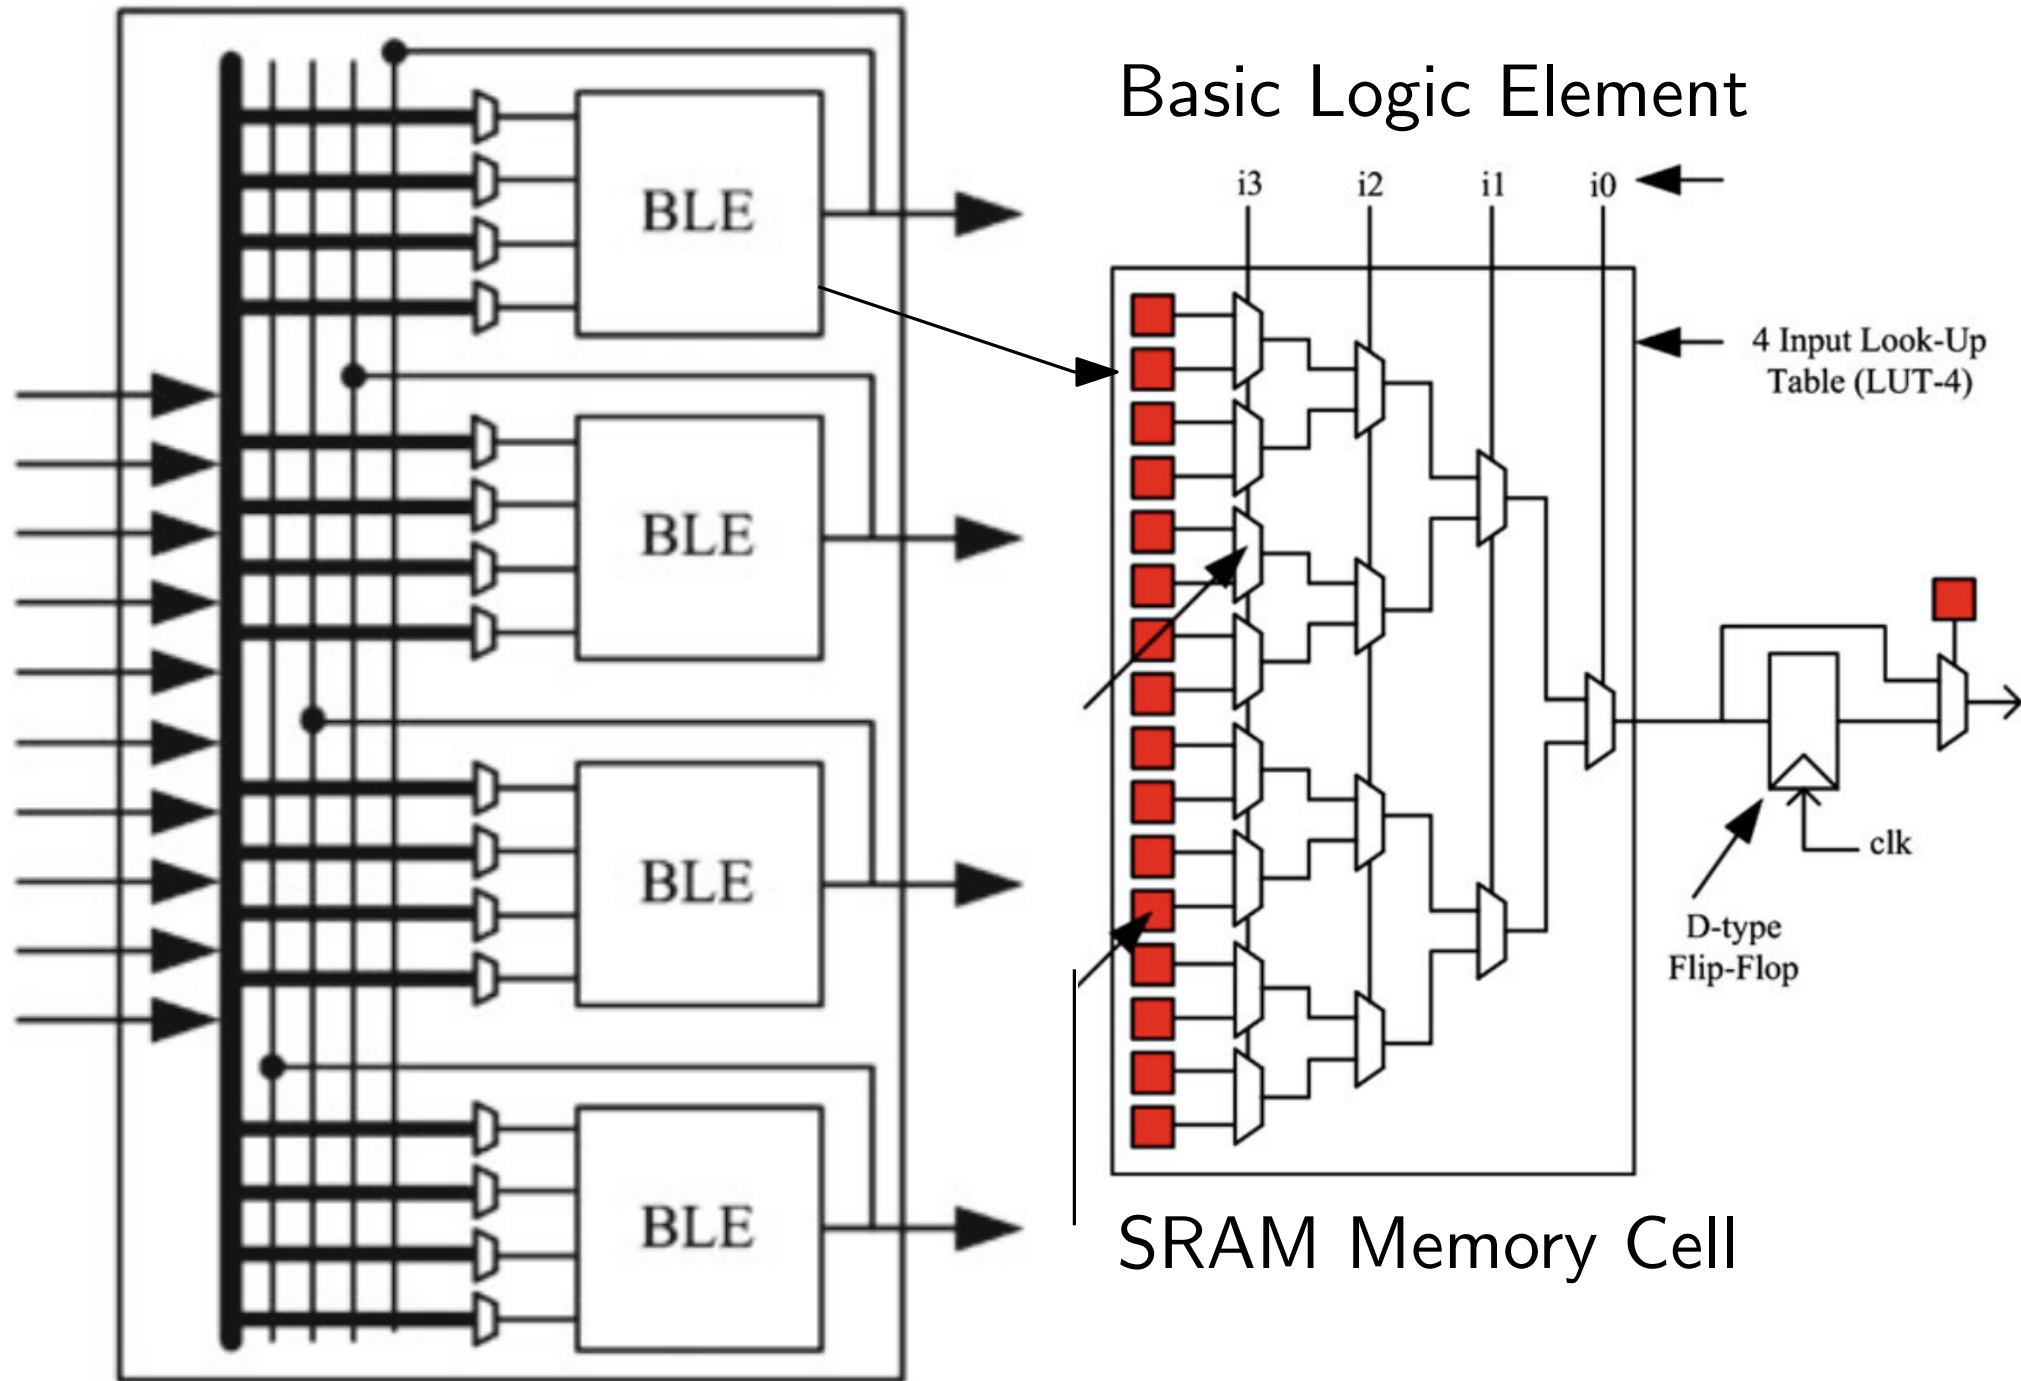 Basic Logic Element
i3 i2 i1 i0
BLE
4 Input Look-Up
Table (LUT-4)
BLE
clk
BLE
D-type
Flip-Flop
BLE
SRAM Memory Cell